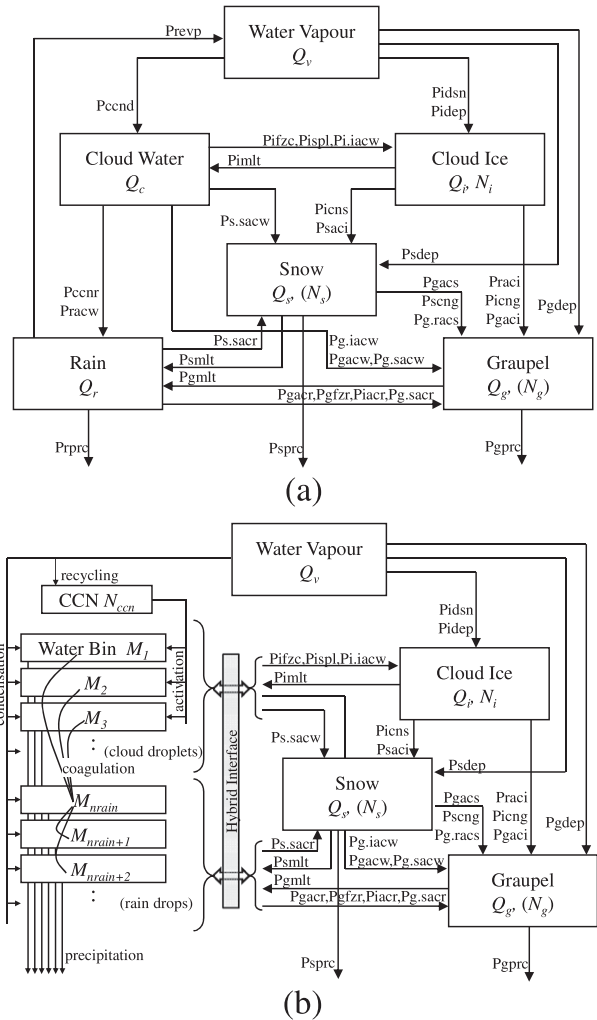 Prevp
Water Vapour
Qv
Pccnd
Pidsn
Pidep
Cloud Water
Qc
Pifzc,Pispl,Pi.iacw
Pimlt
Cloud Ice
Qi, Ni
Ps.sacw
Picns
Psaci
Psdep
Snow
Qs, (Ns)
Pccnr
Pracw
Pgacs
Pscng
Pg.racs
Praci
Picng
Pgaci
Pgdep
Ps.sacr
Psmlt
Pgmlt
Pg.iacw
Pgacw,Pg.sacw
Rain
Qr
Graupel
Qg, (Ng)
Pgacr,Pgfzr,Piacr,Pg.sacr
Prprc
Psprc
Pgprc
(a)
Water Vapour
Qv
recycling
CCN Nccn
Pidsn
Pidep
condensation
activation
Water Bin M1
M2
M3
(cloud droplets)
coagulation
Mnrain
Mnrain+1
Mnrain+2
(rain drops)
precipitation
Hybrid Interface
Pifzc,Pispl,Pi.iacw
Pimlt
Cloud Ice
Qi, Ni
Ps.sacw
Picns
Psaci
Psdep
Snow
Qs, (Ns)
Pgacs
Pscng
Pg.racs
Praci
Picng
Pgaci
Pgdep
Ps.sacr
Psmlt
Pgmlt
Pg.iacw
Pgacw,Pg.sacw
Pgacr,Pgfzr,Piacr,Pg.sacr
Graupel
Qg, (Ng)
Psprc
Pgprc
(b)